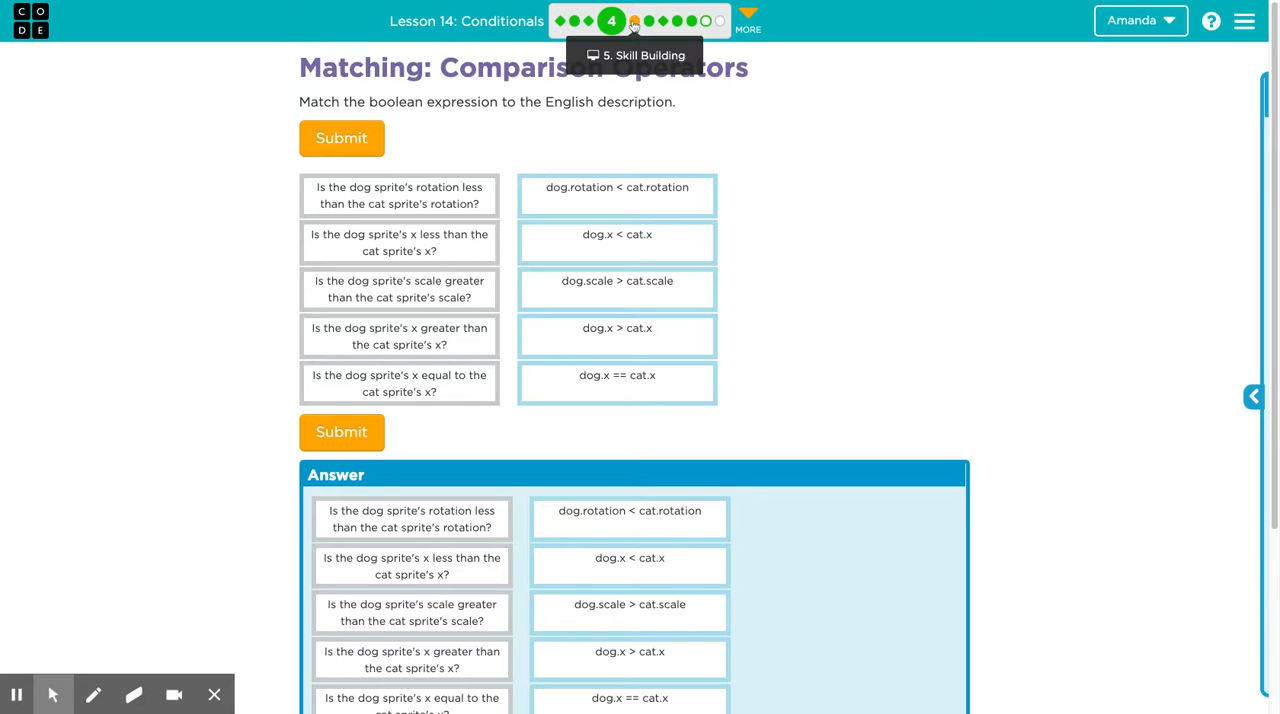 C O
D E
Lesson 14: Conditionals
4
MORE
Amanda
?
5. Skill Building
Matching: Comparison Operators
Match the boolean expression to the English description.
Submit
Is the dog sprite's rotation less
than the cat sprite's rotation?
dog.rotation < cat.rotation
Is the dog sprite's x less than the
cat sprite's x?
dog.x < cat.x
Is the dog sprite's scale greater
than the cat sprite's scale?
dog.scale > cat.scale
Is the dog sprite's x greater than
the cat sprite's x?
dog.x > cat.x
Is the dog sprite's x equal to the
cat sprite's x?
dog.x == cat.x
Submit
Answer
Is the dog sprite's rotation less
than the cat sprite's rotation?
dog.rotation < cat.rotation
Is the dog sprite's x less than the
cat sprite's x?
dog.x < cat.x
Is the dog sprite's scale greater
than the cat sprite's scale?
dog.scale > cat.scale
Is the dog sprite's x greater than
the cat sprite's x?
dog.x > cat.x
Is the dog sprite's x equal to the
cat sprite's x?
dog.x == cat.x